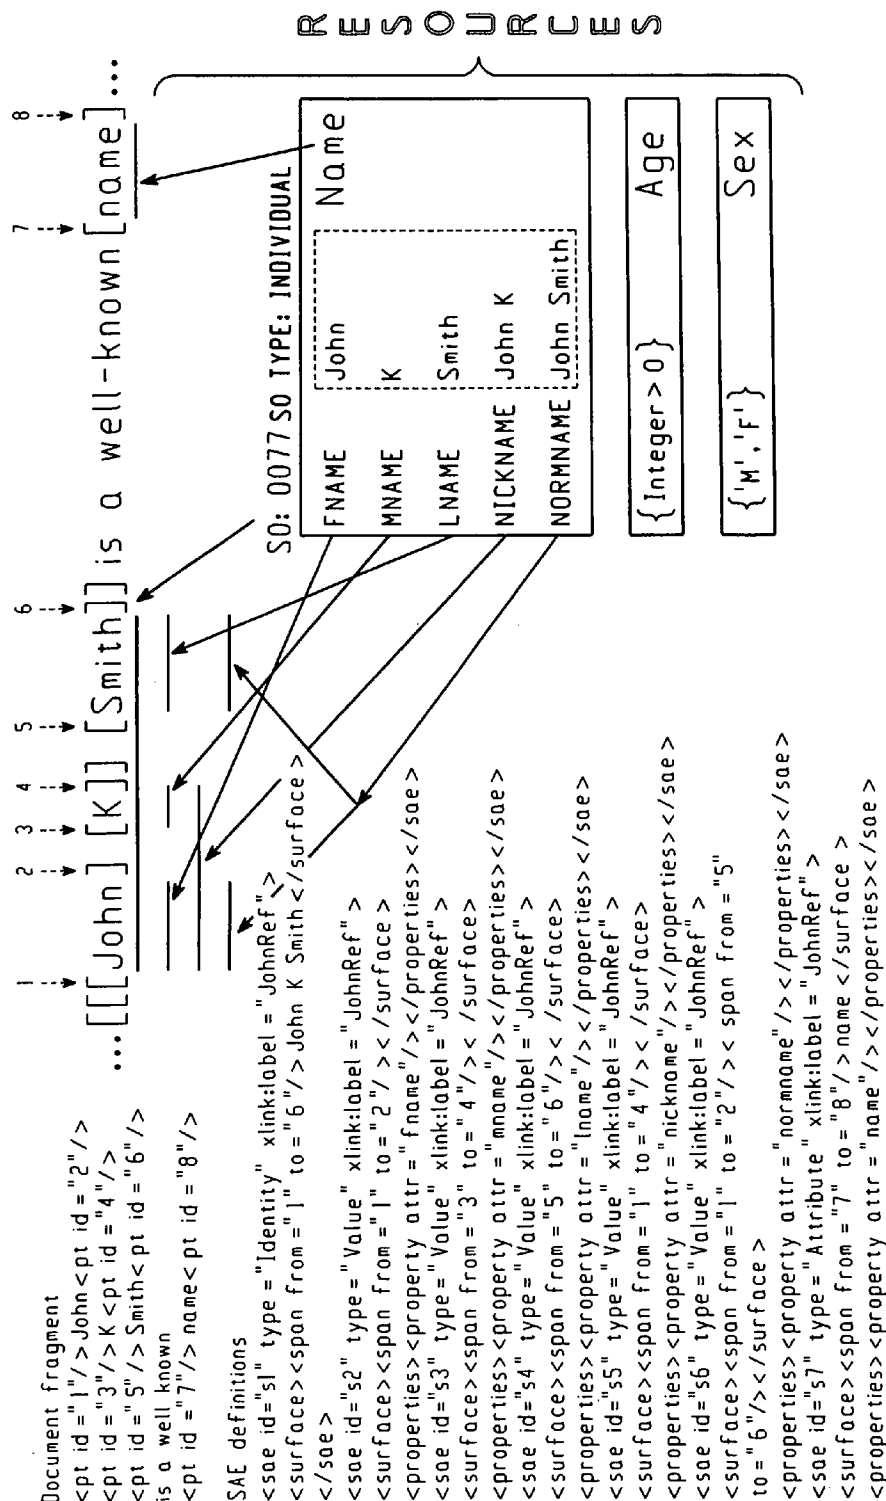 Document fragment
<pt id = "1"/> John <pt id = "2"/>
<pt id = "3"/> K <pt id = "4"/>
<pt id = "5"/> Smith <pt id = "6"/>
is a well known
<pt id = "7"/> name <pt id = "8"/>
SAE definitions
<sae id="s1" type = "Identity" xlink:label = "JohnRef">
<surface><span from = "1" to = "6"/> John K Smith </surface>
</sae>
<sae id="s2" type = "Value" xlink:label = "JohnRef">
<surface><span from = "1" to = "2"/></surface>
<properties><property attr = "fname"/></properties></sae>
<sae id="s3" type = "Value" xlink:label = "JohnRef">
<surface><span from = "3" to = "4"/></surface>
<properties><property attr = "mname"/></properties></sae>
<sae id="s4" type = "Value" xlink:label = "JohnRef">
<surface><span from = "5" to = "6"/></surface>
<properties><property attr = "lname"/></properties></sae>
<sae id="s5" type = "Value" xlink:label = "JohnRef">
<surface><span from = "1" to = "4"/></surface>
<properties><property attr = "nickname"/></properties></sae>
<sae id="s6" type = "Value" xlink:label = "JohnRef">
<surface><span from = "1" to = "2"/><span from = "5"
to = "6"/></surface>
<properties><property attr = "normname"/></properties></sae>
<sae id="s7" type = "Attribute" xlink:label = "JohnRef">
<surface><span from = "7" to = "8"/> name </surface>
<properties><property attr = "name"/></properties></sae>
1 2 3 4 5 6 7 8
...[[[John] [K]] [Smith]] is a well-known [name]...
SO: 0077 SO TYPE: INDIVIDUAL
FNAME John Name
MNAME K
LNAME Smith
NICKNAME John K
NORMNAME John Smith
{Integer > 0} Age
{'M','F'} Sex
RESOURCES